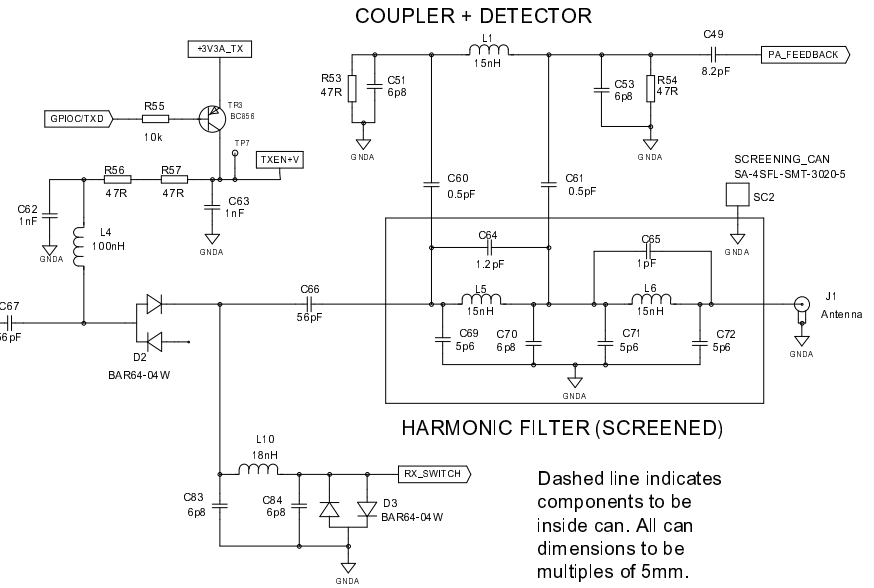 COUPLER + DETECTOR
+3V3A_TX
L1
15nH
C49
8.2pF
PA_FEEDBACK
R53
47R
C51
6p8
C53
6p8
R54
47R
GNDA
GNDA
R55
10k
GPIOC/TXD
TR3
BC856
TP7
TXEN+V
R56
47R
R57
47R
C62
1nF
GNDA
C63
1nF
GNDA
L4
100nH
C60
0.5pF
C61
0.5pF
SCREENING_CAN
SA-4SFL-SMT-3020-5
SC2
GNDA
C64
1.2pF
C65
1pF
C67
56pF
C66
56pF
L5
15nH
L6
15nH
J1
Antenna
GNDA
C69
5p6
C70
6p8
C71
5p6
C72
5p6
GNDA
D2
BAR64-04W
HARMONIC FILTER (SCREENED)
L10
18nH
RX_SWITCH
C83
6p8
C84
6p8
D3
BAR64-04W
GNDA
Dashed line indicates
components to be
inside can. All can
dimensions to be
multiples of 5mm.